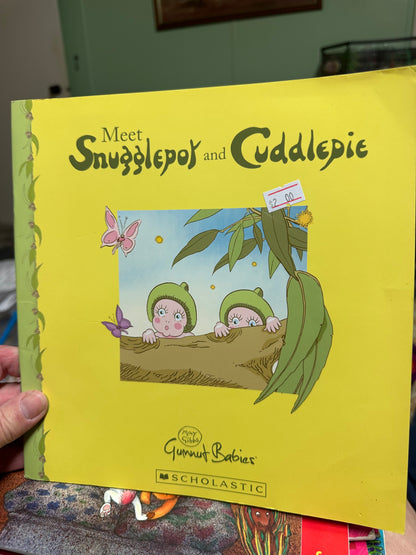 Meet
Snugglepot and Cuddlepie
$2.00
May
Gibbs
Gumnut Babies
SCHOLASTIC